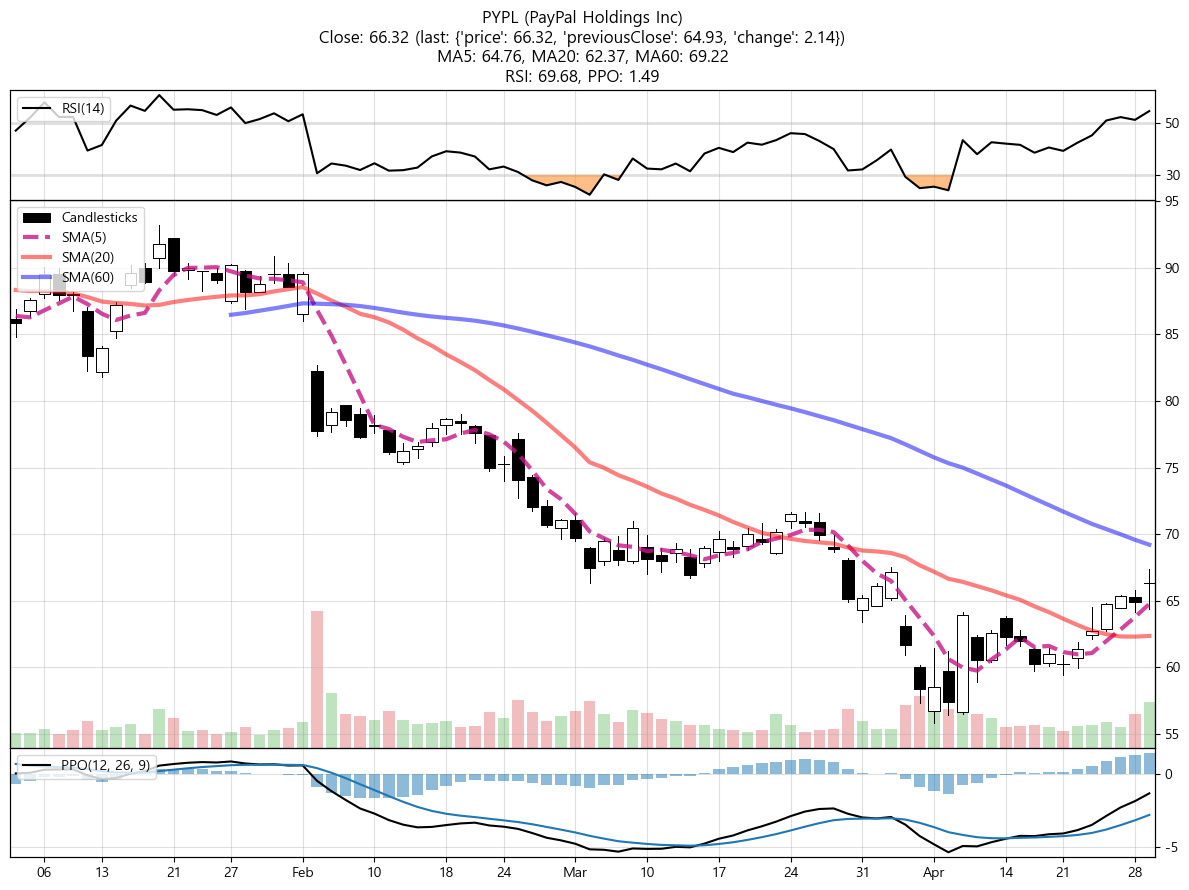 PYPL (PayPal Holdings Inc)
Close: 66.32 (last: {'price': 66.32, 'previousClose': 64.93, 'change': 2.14})
MA5: 64.76, MA20: 62.37, MA60: 69.22
RSI: 69.68, PPO: 1.49
RSI(14)
50
30
95
Candlesticks
SMA(5)
SMA(20)
SMA(60)
90
85
80
75
70
65
60
55
PPO(12, 26, 9)
0
-5
06 13 21 27 Feb 10 18 24 Mar 10 17 24 31 Apr 14 21 28